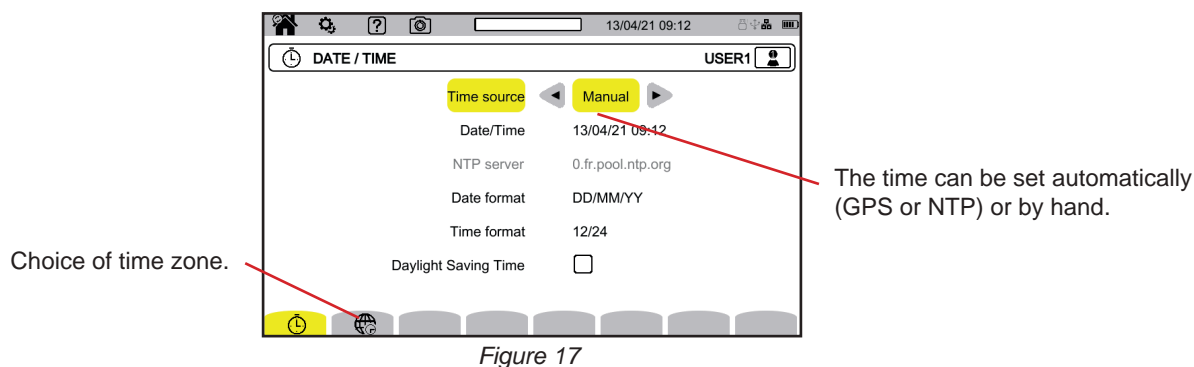 13/04/21 09:12
DATE / TIME USER1
Time source Manual
Date/Time 13/04/21 09:12
NTP server 0.fr.pool.ntp.org
Date format DD/MM/YY
Time format 12/24
Daylight Saving Time
The time can be set automatically
(GPS or NTP) or by hand.
Choice of time zone.
Figure 17